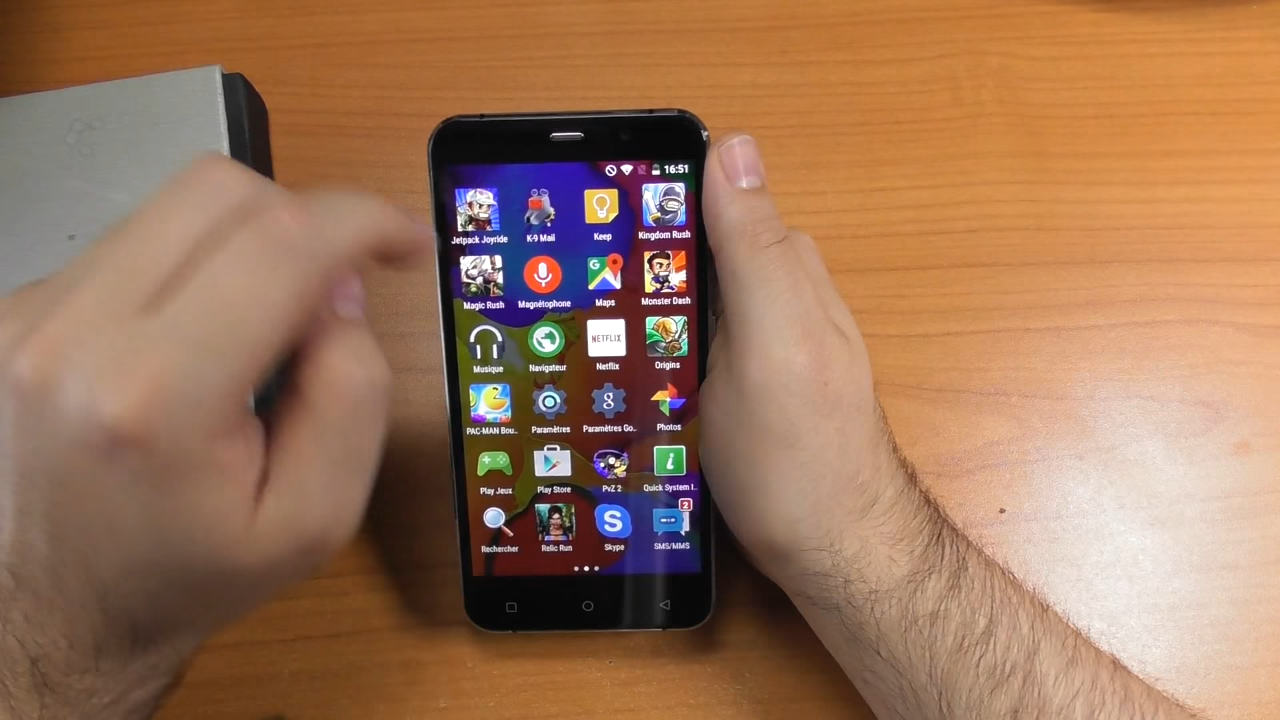 16:51
Jetpack Joyride K-9 Mail Keep Kingdom Rush
G
Magic Rush Magnétophone Maps Monster Dash
NETFLIX
Musique Navigateur Netflix Origins
g
PAC-MAN Bou.. Paramètres Paramètres Go.. Photos
i
Play Jeux Play Store PvZ 2 Quick System I..
S 2
Rechercher Relic Run Skype SMS/MMS